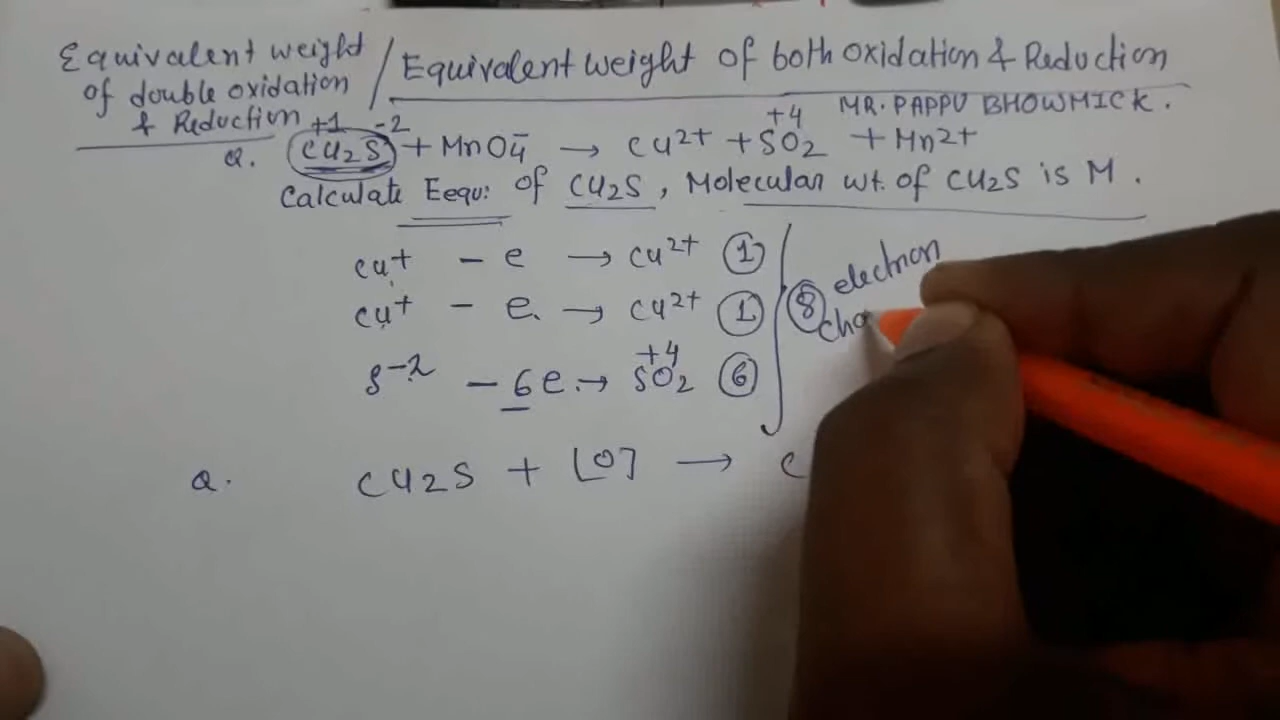 Equivalent weight
of double oxidation
& Reduction
/ Equivalent weight of both oxidation & Reduction
MR. PAPPU BHOWMICK.
+1 -2 +4
Q. Cu2S + MnO4̄ → Cu2+ + SO2 + Mn2+
Calculate Eequ: of Cu2S, Molecular wt. of Cu2S is M.
Cu+ - e → Cu2+ 1
Cu+ - e. → Cu2+ 1
+4
S-2 - 6e. → SO2 6
8 electron
cha
Q. Cu2S + [O] → C